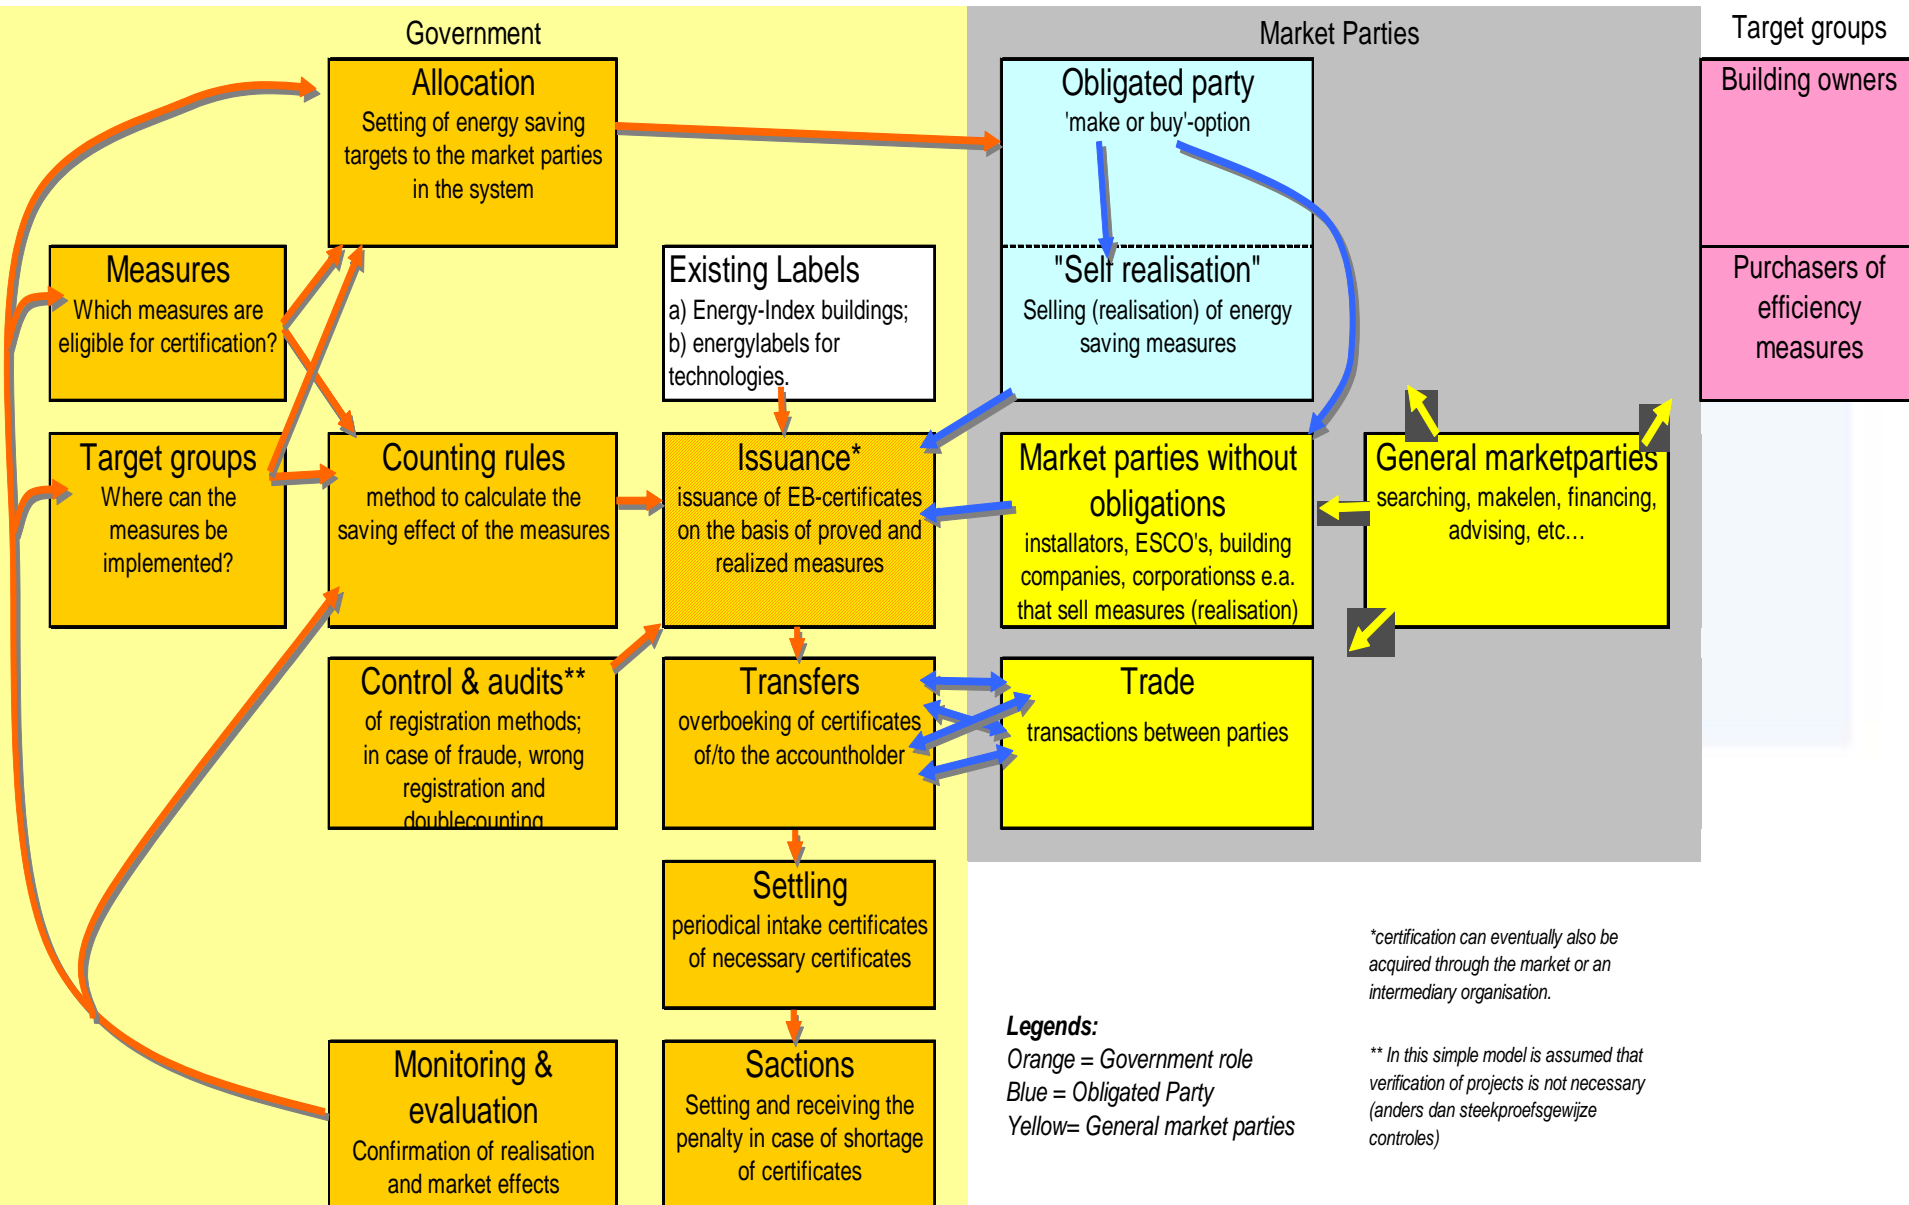 Government
Market Parties
Target groups
Allocation
Setting of energy saving
targets to the market parties
in the system
Obligated party
'make or buy'-option
Building owners
Measures
Which measures are
eligible for certification?
Existing Labels
a) Energy-Index buildings;
b) energylabels for
technologies.
"Self realisation"
Selling (realisation) of energy
saving measures
Purchasers of
efficiency
measures
Target groups
Where can the
measures be
implemented?
Counting rules
method to calculate the
saving effect of the measures
Issuance*
issuance of EB-certificates
on the basis of proved and
realized measures
Market parties without
obligations
installators, ESCO's, building
companies, corporationss e.a.
that sell measures (realisation)
General marketparties
searching, makelen, financing,
advising, etc...
Control & audits**
of registration methods;
in case of fraude, wrong
registration and
doublecounting
Transfers
overboeking of certificates
of/to the accountholder
Trade
transactions between parties
Settling
periodical intake certificates
of necessary certificates
Monitoring &
evaluation
Confirmation of realisation
and market effects
Sactions
Setting and receiving the
penalty in case of shortage
of certificates
Legends:
Orange = Government role
Blue = Obligated Party
Yellow= General market parties
*certification can eventually also be
acquired through the market or an
intermediary organisation.
** In this simple model is assumed that
verification of projects is not necessary
(anders dan steekproefsgewijze
controles)